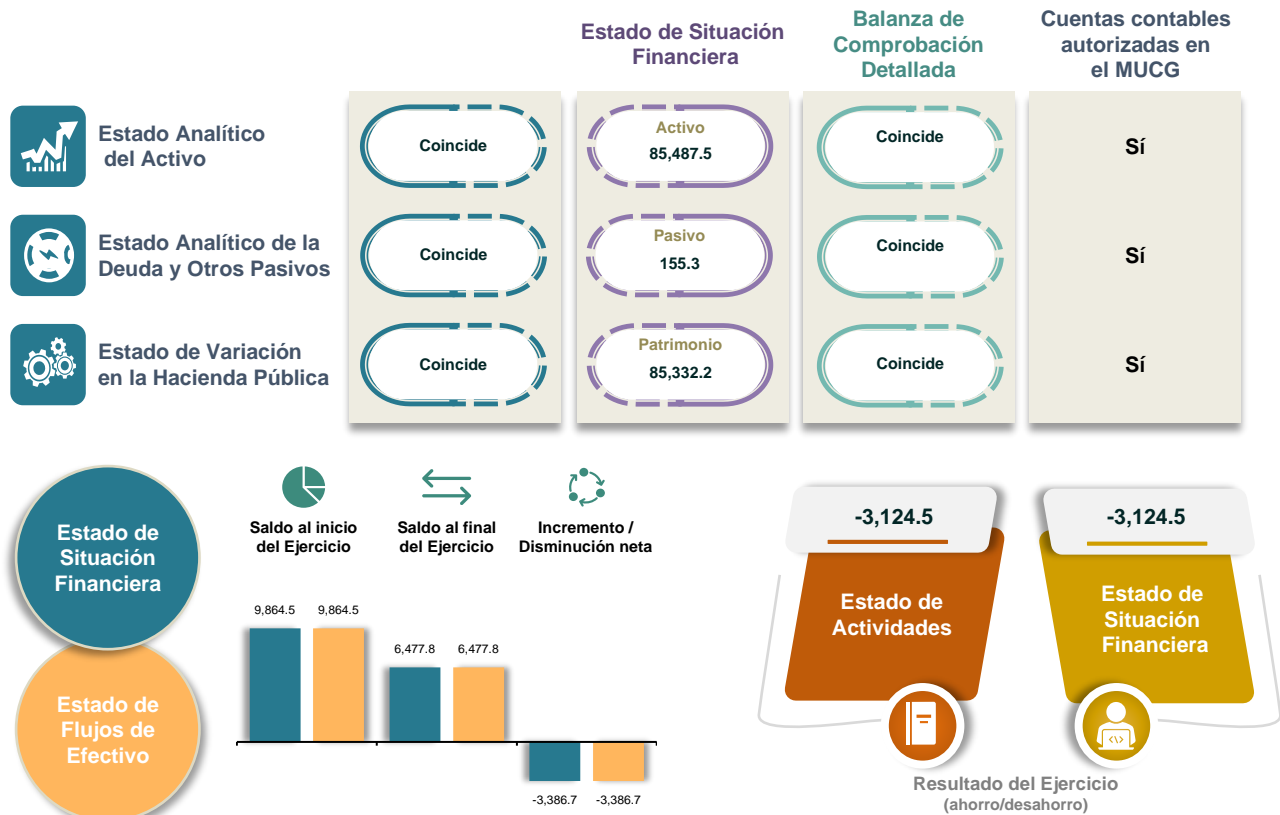 Estado de Situación
Financiera
Balanza de
Comprobación
Detallada
Cuentas contables
autorizadas en
el MUCG
Estado Analítico
del Activo
Coincide
Activo
85,487.5
Coincide
Sí
Estado Analítico de la
Deuda y Otros Pasivos
Coincide
Pasivo
155.3
Coincide
Sí
Estado de Variación
en la Hacienda Pública
Coincide
Patrimonio
85,332.2
Coincide
Sí
Estado de
Situación
Financiera
Estado de
Flujos de
Efectivo
Saldo al inicio
del Ejercicio
Saldo al final
del Ejercicio
Incremento /
Disminución neta
9,864.5
9,864.5
6,477.8
6,477.8
-3,386.7
-3,386.7
-3,124.5
Estado de
Actividades
-3,124.5
Estado de
Situación
Financiera
Resultado del Ejercicio
(ahorro/desahorro)